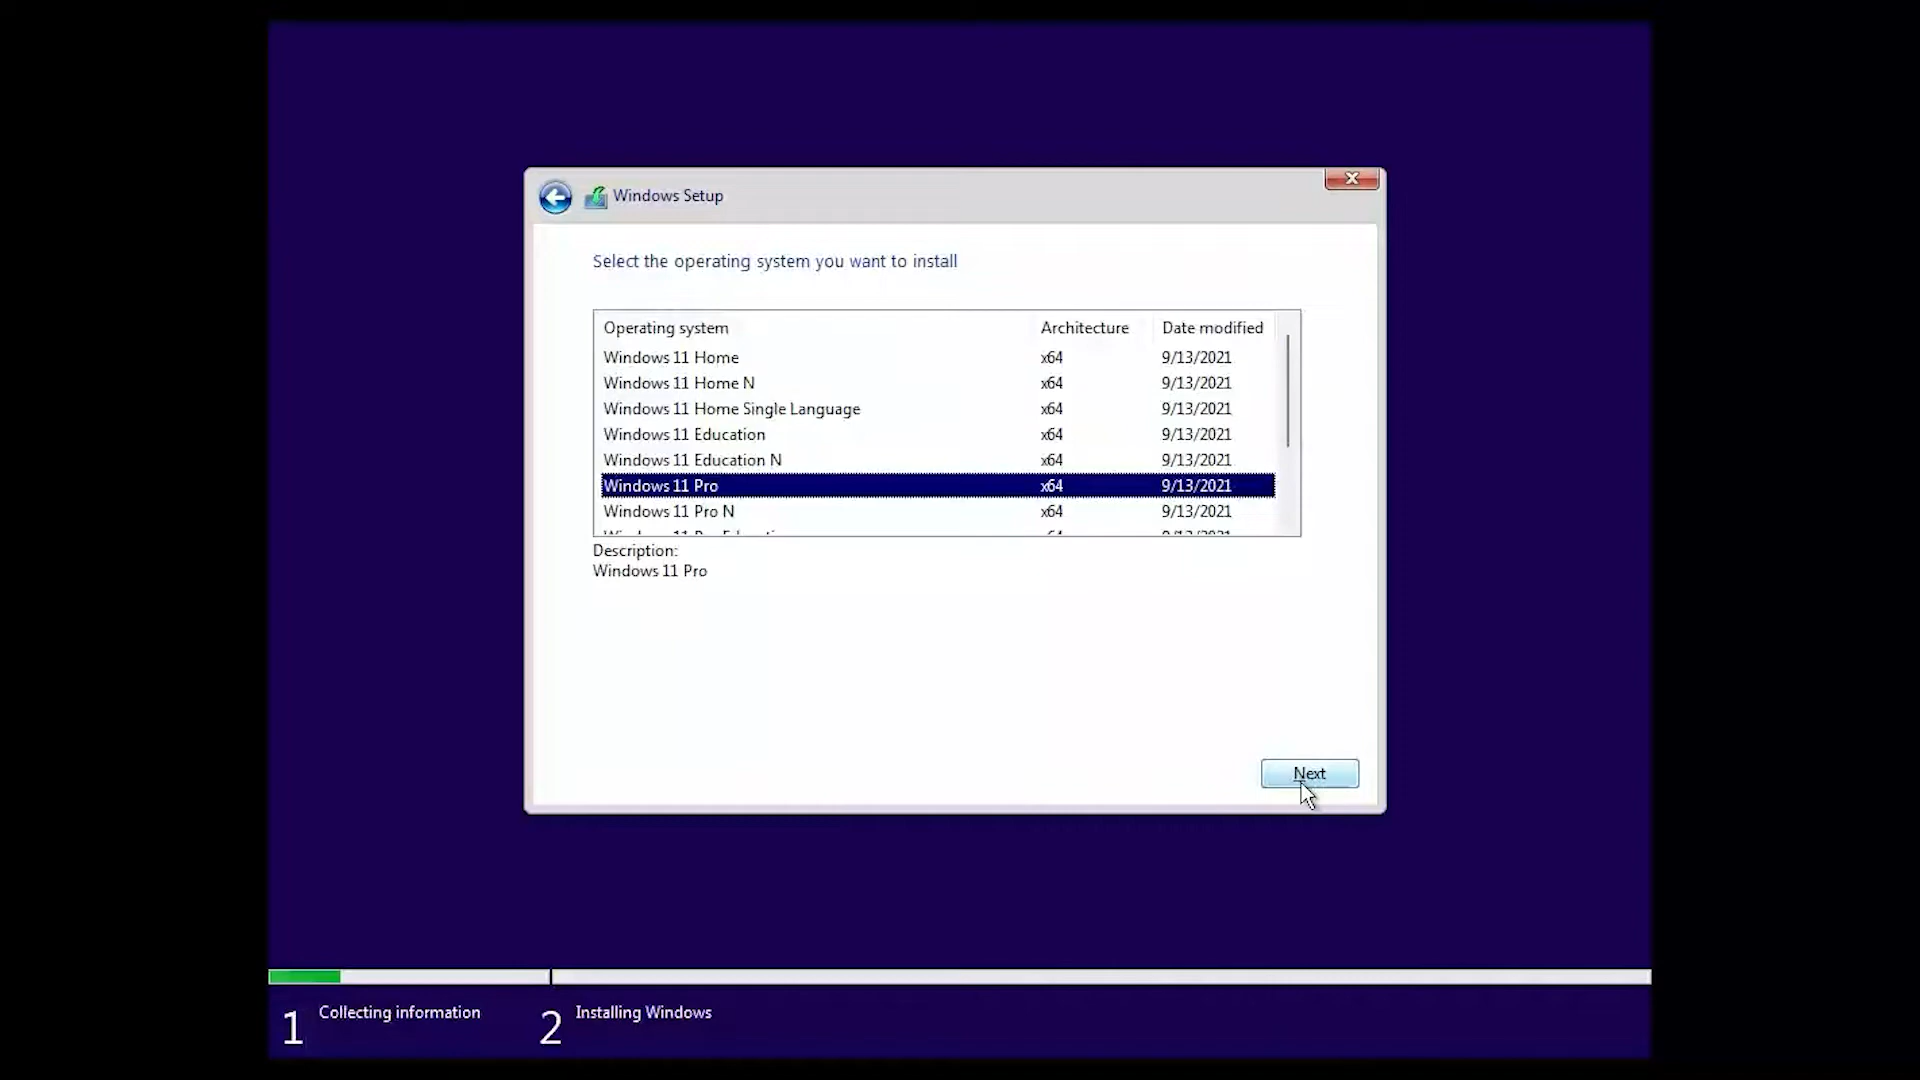 Windows Setup
Select the operating system you want to install
Operating system Architecture Date modified
Windows 11 Home x64 9/13/2021
Windows 11 Home N x64 9/13/2021
Windows 11 Home Single Language x64 9/13/2021
Windows 11 Education x64 9/13/2021
Windows 11 Education N x64 9/13/2021
Windows 11 Pro x64 9/13/2021
Windows 11 Pro N x64 9/13/2021
Description:
Windows 11 Pro
Next
1 Collecting information 2 Installing Windows